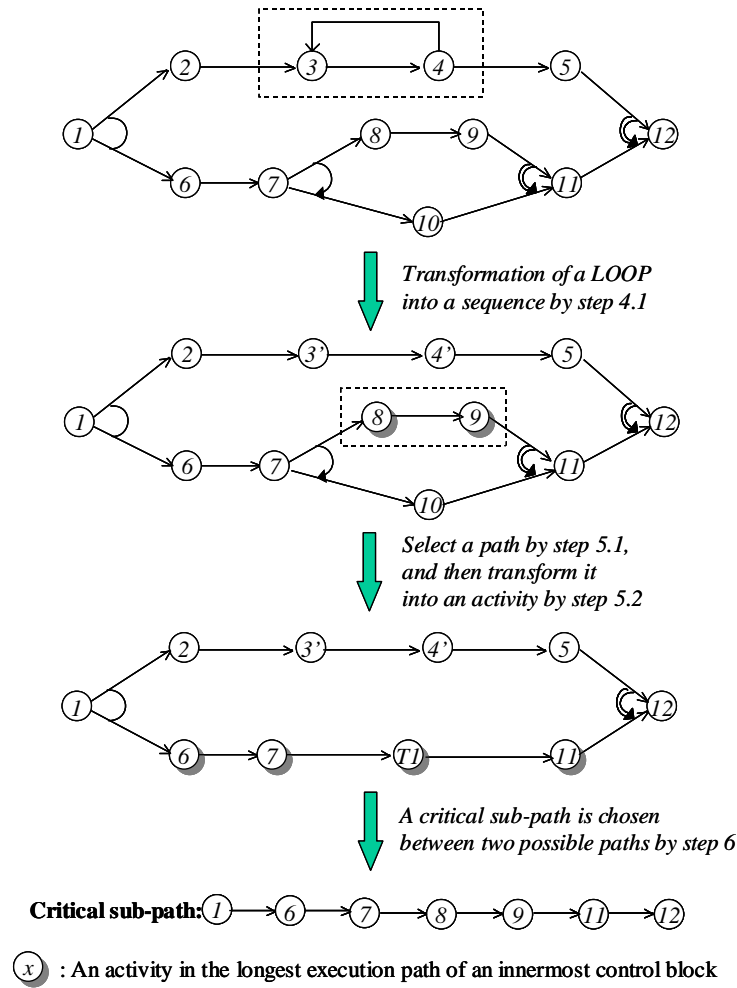 2 3 4 5
1 8 9 12
6 7 11
10
Transformation of a LOOP
into a sequence by step 4.1
2 3' 4' 5
1 8 9 12
6 7 11
10
Select a path by step 5.1,
and then transform it
into an activity by step 5.2
2 3' 4' 5
1 12
6 7 T1 11
A critical sub-path is chosen
between two possible paths by step 6
Critical sub-path: 1 6 7 8 9 11 12
x : An activity in the longest execution path of an innermost control block